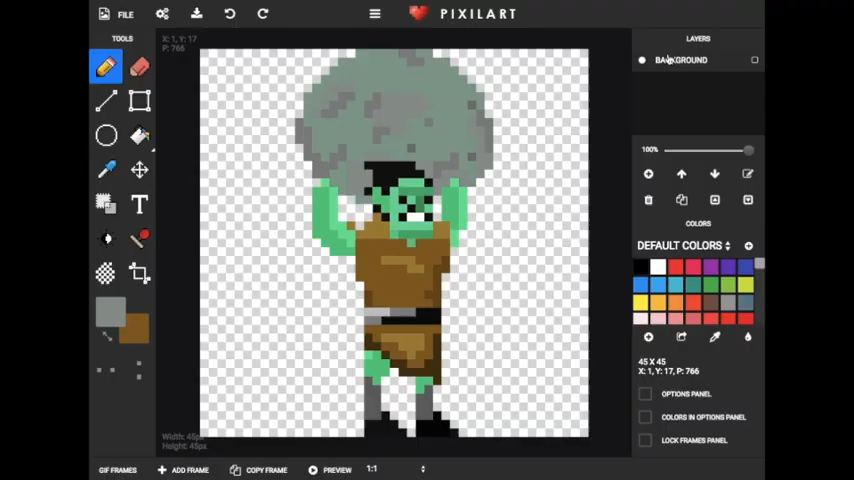 FILE
PIXILART
TOOLS
X: 1, Y: 17
P: 766
LAYERS
BACKGROUND
100%
COLORS
DEFAULT COLORS
T
45 X 45
X: 1, Y: 17, P: 766
OPTIONS PANEL
COLORS IN OPTIONS PANEL
LOCK FRAMES PANEL
Width: 45px
Height: 45px
GIF FRAMES
ADD FRAME
COPY FRAME
PREVIEW
1:1